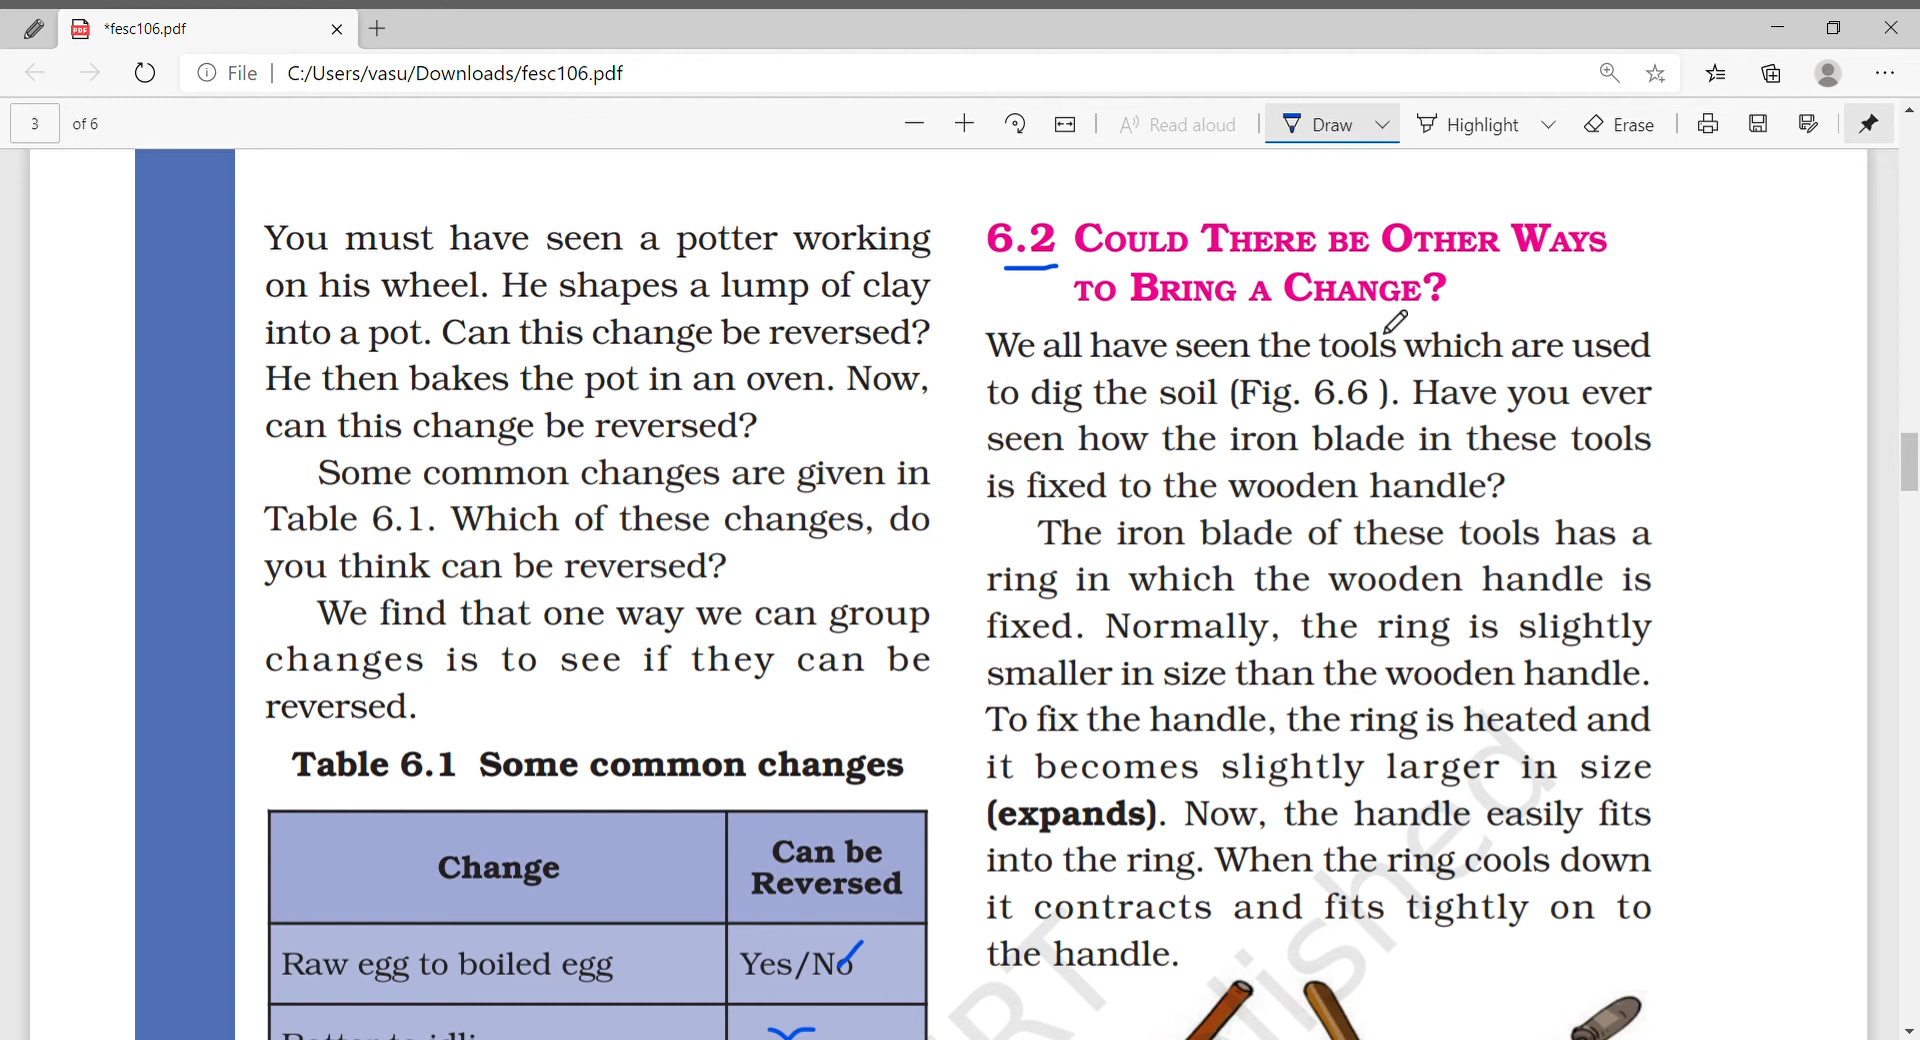 *fesc106.pdf
File
C:/Users/vasu/Downloads/fesc106.pdf
3
of 6
Read aloud
Draw
Highlight
Erase
You must have seen a potter working
on his wheel. He shapes a lump of clay
into a pot. Can this change be reversed?
He then bakes the pot in an oven. Now,
can this change be reversed?
Some common changes are given in
Table 6.1. Which of these changes, do
you think can be reversed?
We find that one way we can group
changes is to see if they can be
reversed.
Table 6.1 Some common changes
Change
Can be
Reversed
Raw egg to boiled egg
Yes/No
Batter to idli
6.2 COULD THERE BE OTHER WAYS
TO BRING A CHANGE?
We all have seen the tools which are used
to dig the soil (Fig. 6.6 ). Have you ever
seen how the iron blade in these tools
is fixed to the wooden handle?
The iron blade of these tools has a
ring in which the wooden handle is
fixed. Normally, the ring is slightly
smaller in size than the wooden handle.
To fix the handle, the ring is heated and
it becomes slightly larger in size
(expands). Now, the handle easily fits
into the ring. When the ring cools down
it contracts and fits tightly on to
the handle.